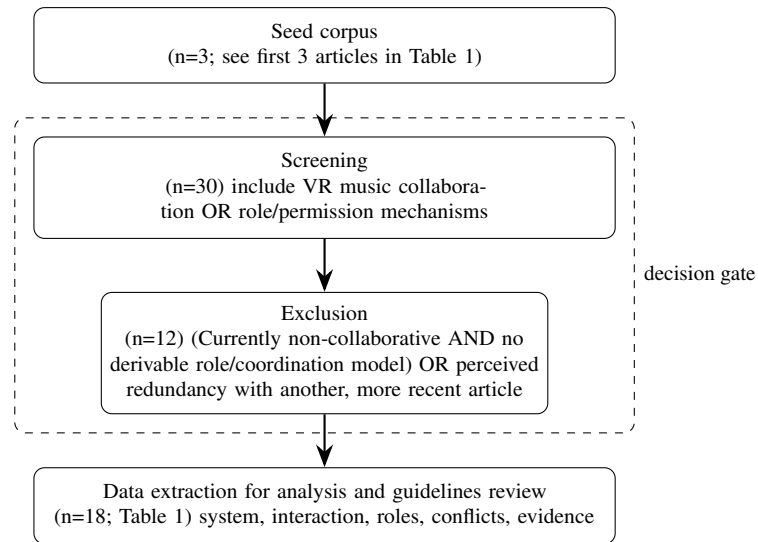 Seed corpus
(n=3; see first 3 articles in Table 1)
Screening
(n=30) include VR music collabora-
tion OR role/permission mechanisms
decision gate
Exclusion
(n=12) (Currently non-collaborative AND no
derivable role/coordination model) OR perceived
redundancy with another, more recent article
Data extraction for analysis and guidelines review
(n=18; Table 1) system, interaction, roles, conflicts, evidence